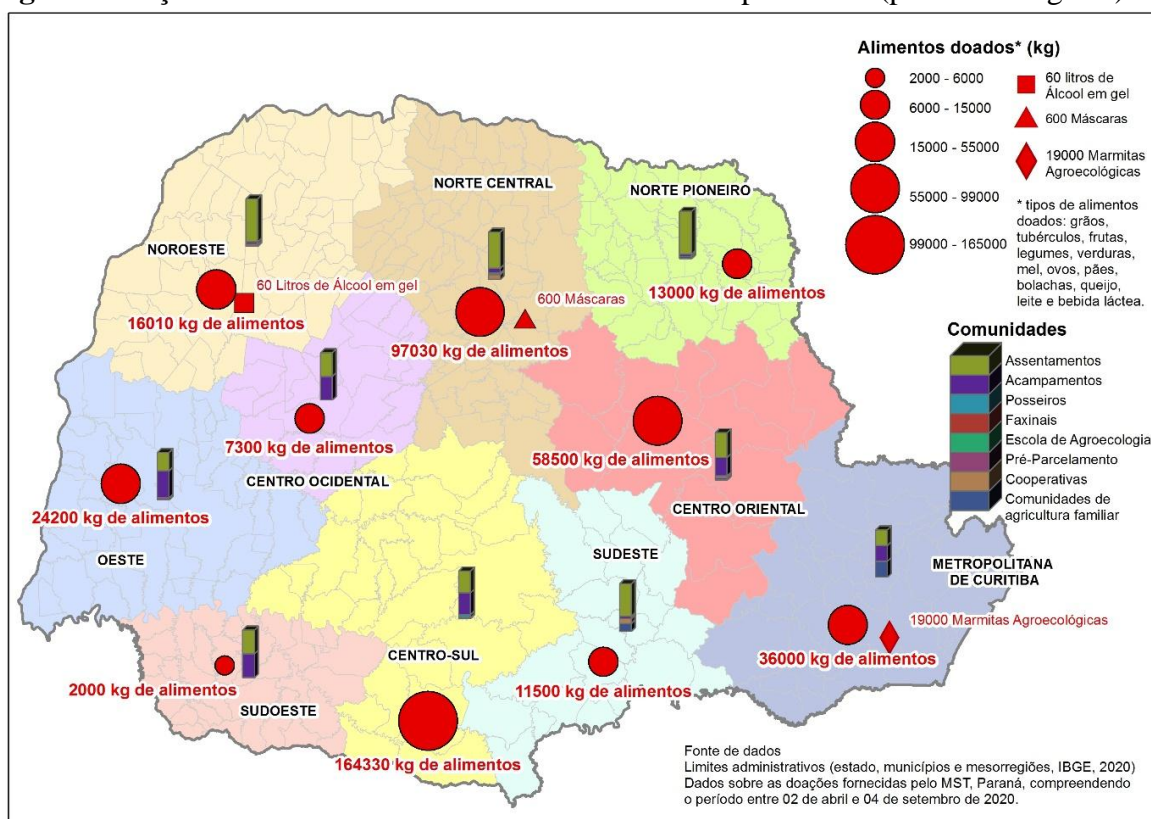 Alimentos doados* (kg)
2000 - 6000
6000 - 15000
15000 - 55000
55000 - 99000
99000 - 165000
60 litros de
Álcool em gel
600 Máscaras
19000 Marmitas
Agroecológicas
* tipos de alimentos
doados: grãos,
tubérculos, frutas,
legumes, verduras,
mel, ovos, pães,
bolachas, queijo,
leite e bebida láctea.
Comunidades
Assentamentos
Acampamentos
Posseiros
Faxinais
Escola de Agroecologia
Pré-Parcelamento
Cooperativas
Comunidades de
agricultura familiar
NORTE CENTRAL
NORTE PIONEIRO
NOROESTE
60 Litros de Álcool em gel
16010 kg de alimentos
600 Máscaras
97030 kg de alimentos
13000 kg de alimentos
7300 kg de alimentos
CENTRO OCIDENTAL
58500 kg de alimentos
CENTRO ORIENTAL
24200 kg de alimentos
OESTE
SUDESTE
METROPOLITANA
DE CURITIBA
19000 Marmitas Agroecológicas
36000 kg de alimentos
CENTRO-SUL
2000 kg de alimentos
SUDOESTE
11500 kg de alimentos
164330 kg de alimentos
Fonte de dados
Limites administrativos (estado, municípios e mesorregiões, IBGE, 2020)
Dados sobre as doações fornecidas pelo MST, Paraná, compreendendo
o período entre 02 de abril e 04 de setembro de 2020.